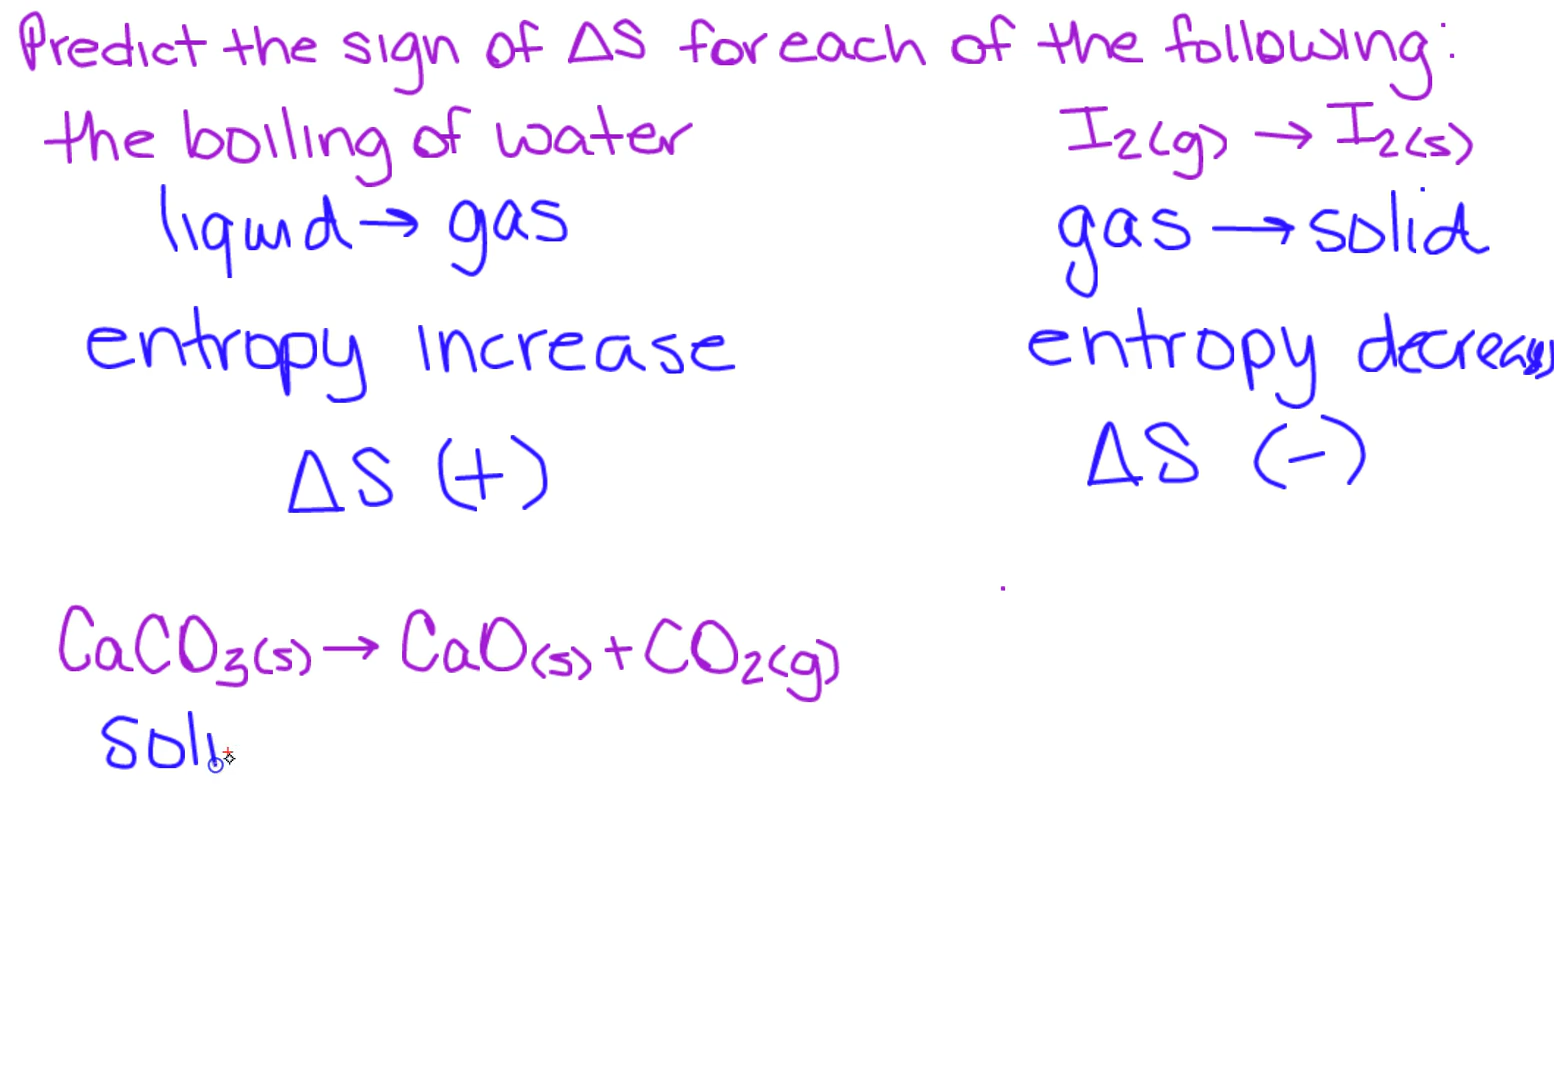 Predict the sign of ΔS for each of the following:
the boiling of water
liquid → gas
entropy increase
ΔS (+)
I₂(g) → I₂(s)
gas → solid
entropy decreases
ΔS (-)
CaCO₃(s) → CaO(s) + CO₂(g)
soli